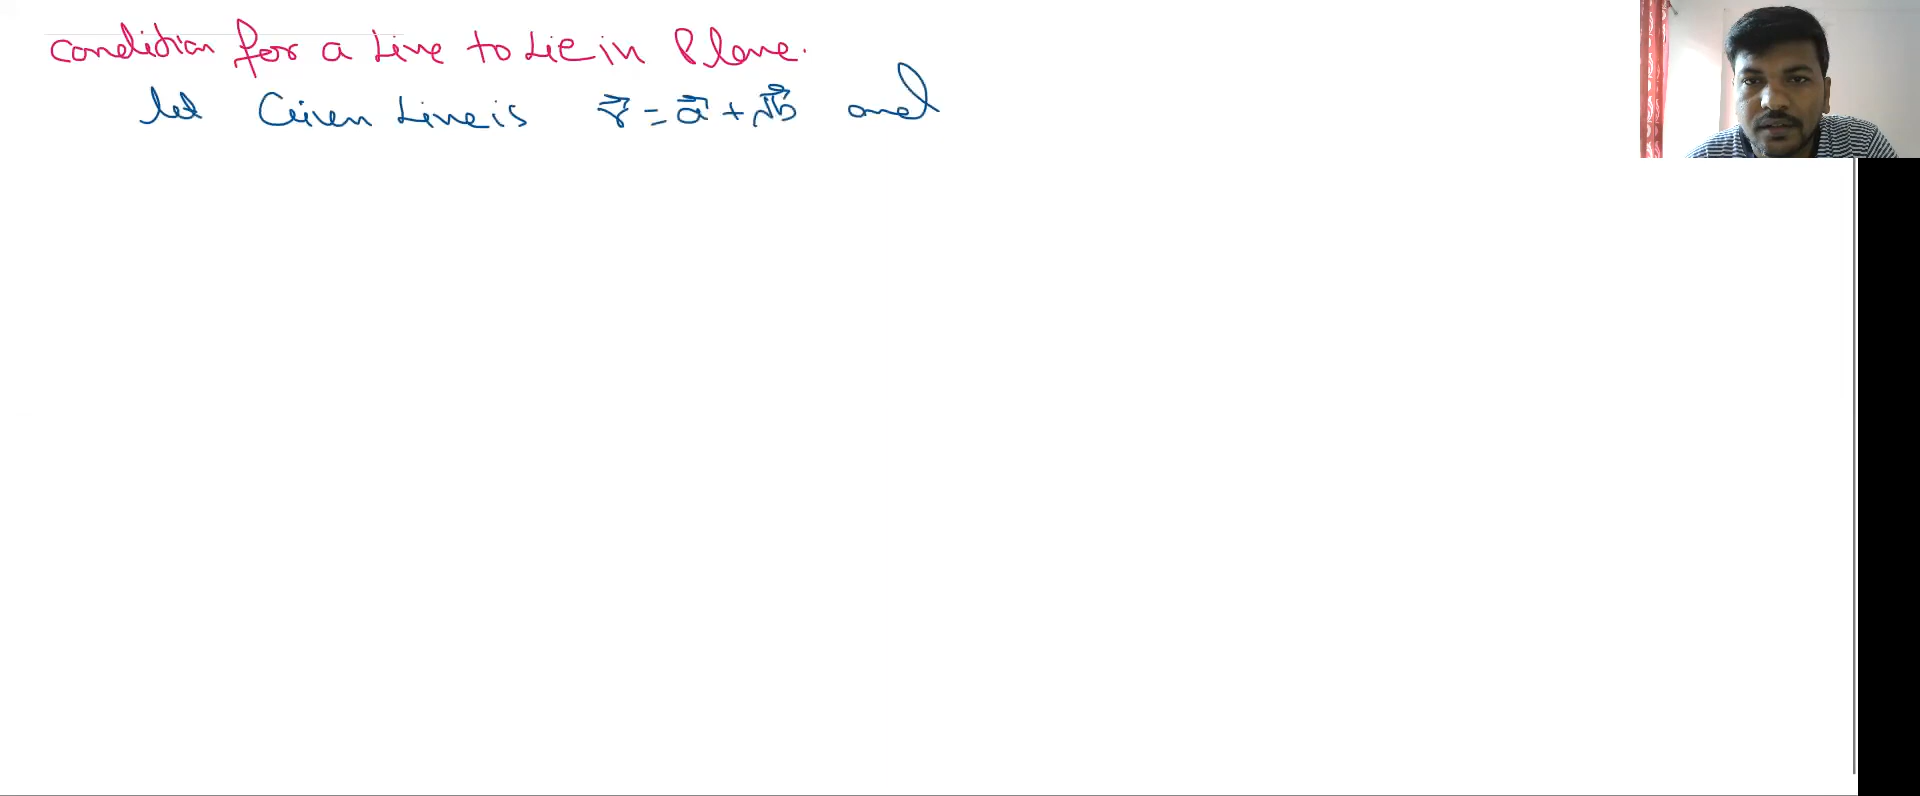 Condition for a Line to Lie in Plane.
let Given Line is r⃗ = a⃗ + λb⃗ and